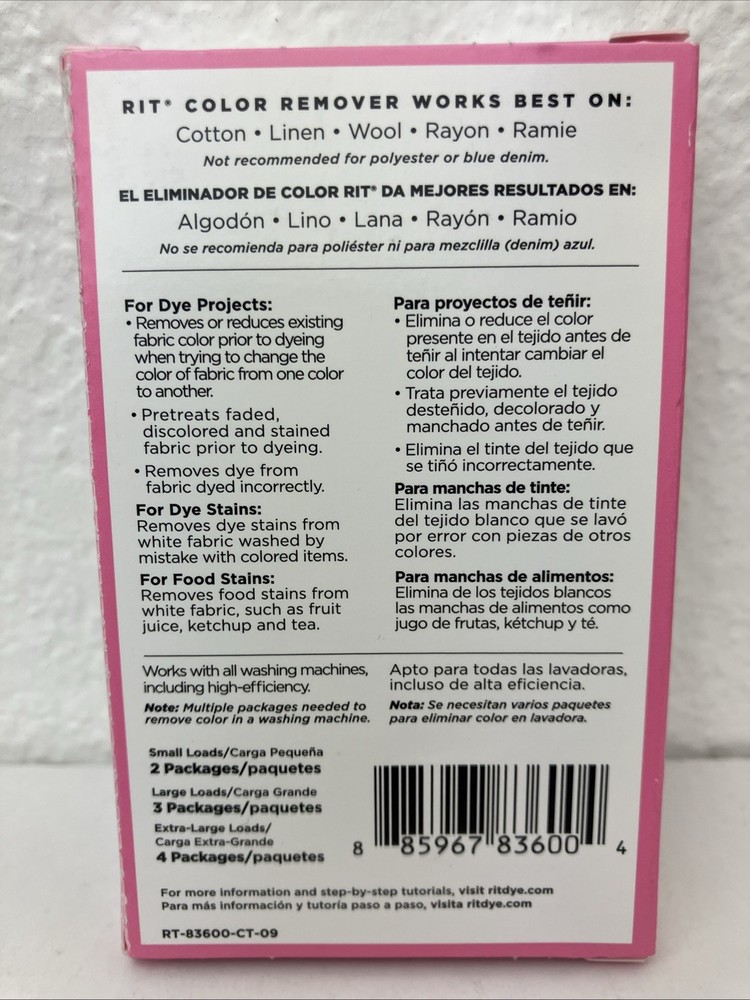 RIT® COLOR REMOVER WORKS BEST ON:
Cotton • Linen • Wool • Rayon • Ramie
Not recommended for polyester or blue denim.
EL ELIMINADOR DE COLOR RIT® DA MEJORES RESULTADOS EN:
Algodón • Lino • Lana • Rayón • Ramio
No se recomienda para poliéster ni para mezclilla (denim) azul.
For Dye Projects:
• Removes or reduces existing
fabric color prior to dyeing
when trying to change the
color of fabric from one color
to another.
• Pretreats faded,
discolored and stained
fabric prior to dyeing.
• Removes dye from
fabric dyed incorrectly.
For Dye Stains:
Removes dye stains from
white fabric washed by
mistake with colored items.
For Food Stains:
Removes food stains from
white fabric, such as fruit
juice, ketchup and tea.
Para proyectos de teñir:
• Elimina o reduce el color
presente en el tejido antes de
teñir al intentar cambiar el
color del tejido.
• Trata previamente el tejido
desteñido, decolorado y
manchado antes de teñir.
• Elimina el tinte del tejido que
se tiñó incorrectamente.
Para manchas de tinte:
Elimina las manchas de tinte
del tejido blanco que se lavó
por error con piezas de otros
colores.
Para manchas de alimentos:
Elimina de los tejidos blancos
las manchas de alimentos como
jugo de frutas, kétchup y té.
Works with all washing machines,
including high-efficiency.
Note: Multiple packages needed to
remove color in a washing machine.
Apto para todas las lavadoras,
incluso de alta eficiencia.
Nota: Se necesitan varios paquetes
para eliminar color en lavadora.
Small Loads/Carga Pequeña
2 Packages/paquetes
Large Loads/Carga Grande
3 Packages/paquetes
Extra-Large Loads/
Carga Extra-Grande
4 Packages/paquetes
8 85967 83600 4
For more information and step-by-step tutorials, visit ritdye.com
Para más información y tutoría paso a paso, visita ritdye.com
RT-83600-CT-09